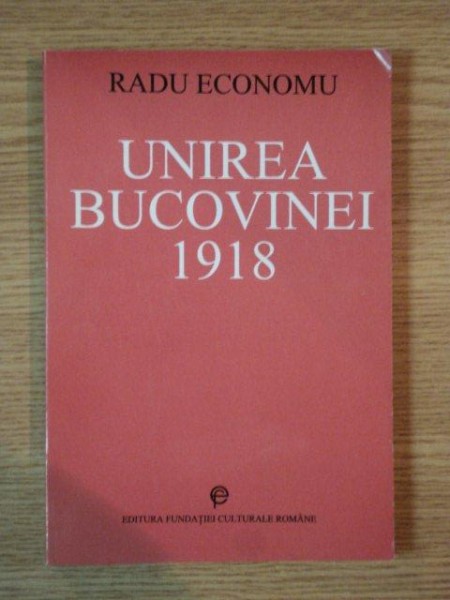 RADU ECONOMU
UNIREA
BUCOVINEI
1918
EDITURA FUNDAȚIEI CULTURALE ROMÂNE